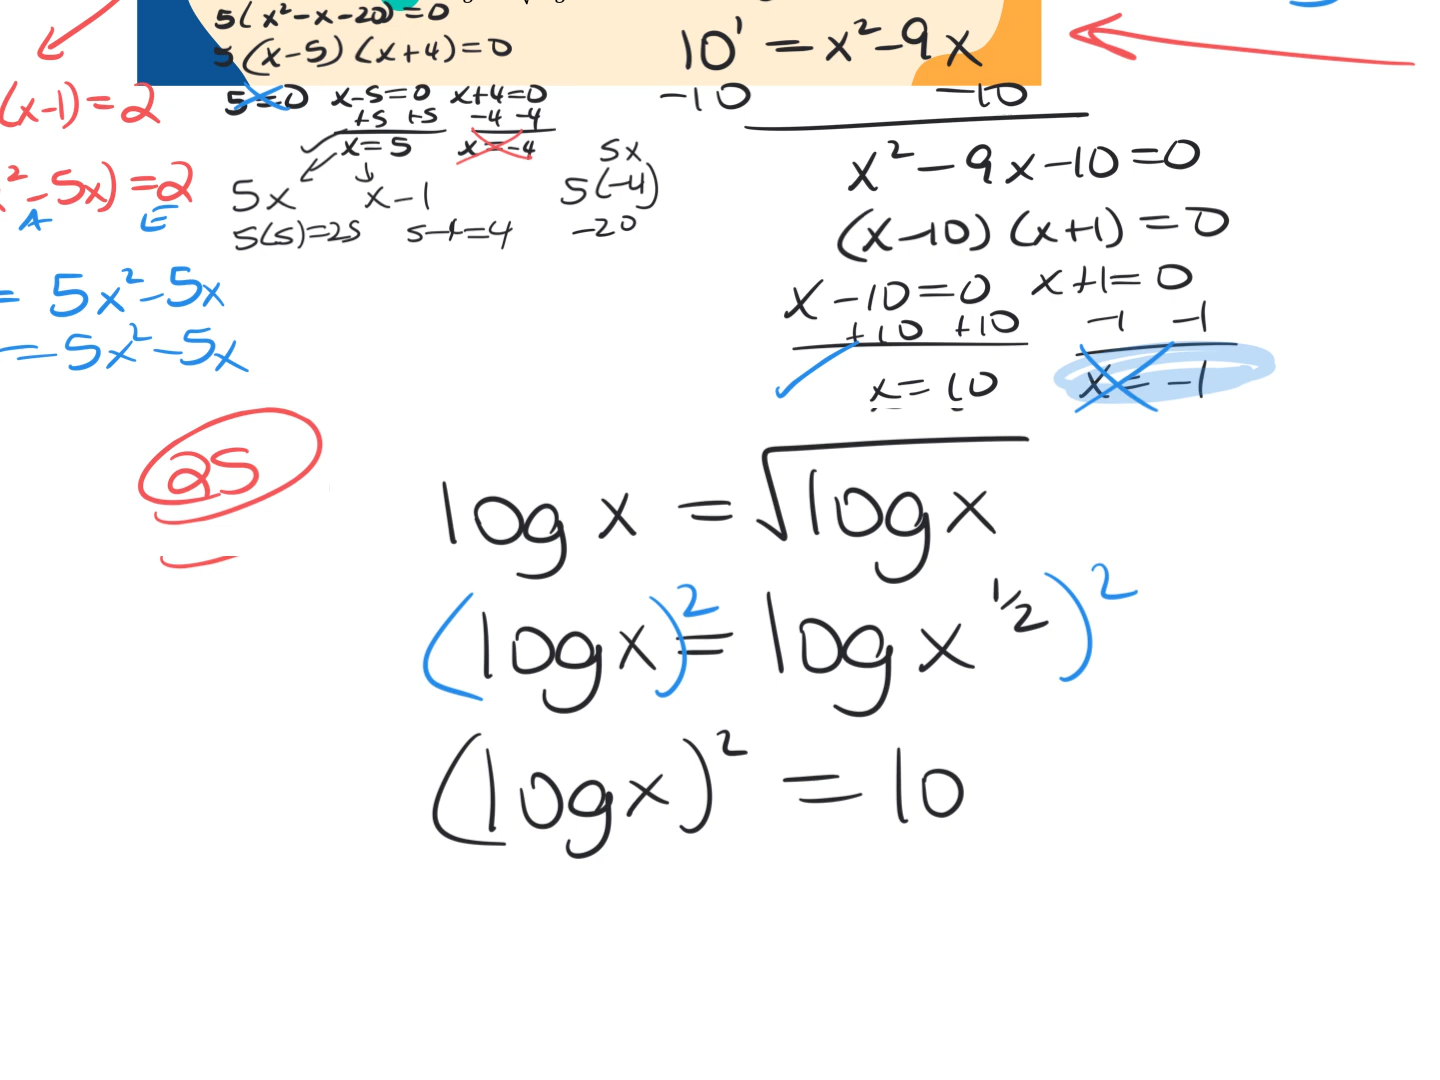 5(x²-x-20)=0
5(x-5)(x+4)=0
5=0 x-5=0 x+4=0
+5 +5 -4 -4
x=5 x=-4
5x x-1
5(5)=25 5-1=4
5x
5(-4)
-20
(x-1)=2
²-5x)=2
A E
= 5x²-5x
=5x²-5x
25
10¹=x²-9x
-10 -10
x²-9x-10=0
(x-10)(x+1)=0
x-10=0 x+1=0
+10 +10 -1 -1
x=10 x=-1
log x = √log x
(log x)² = log x^1/2)²
(log x)² = 10